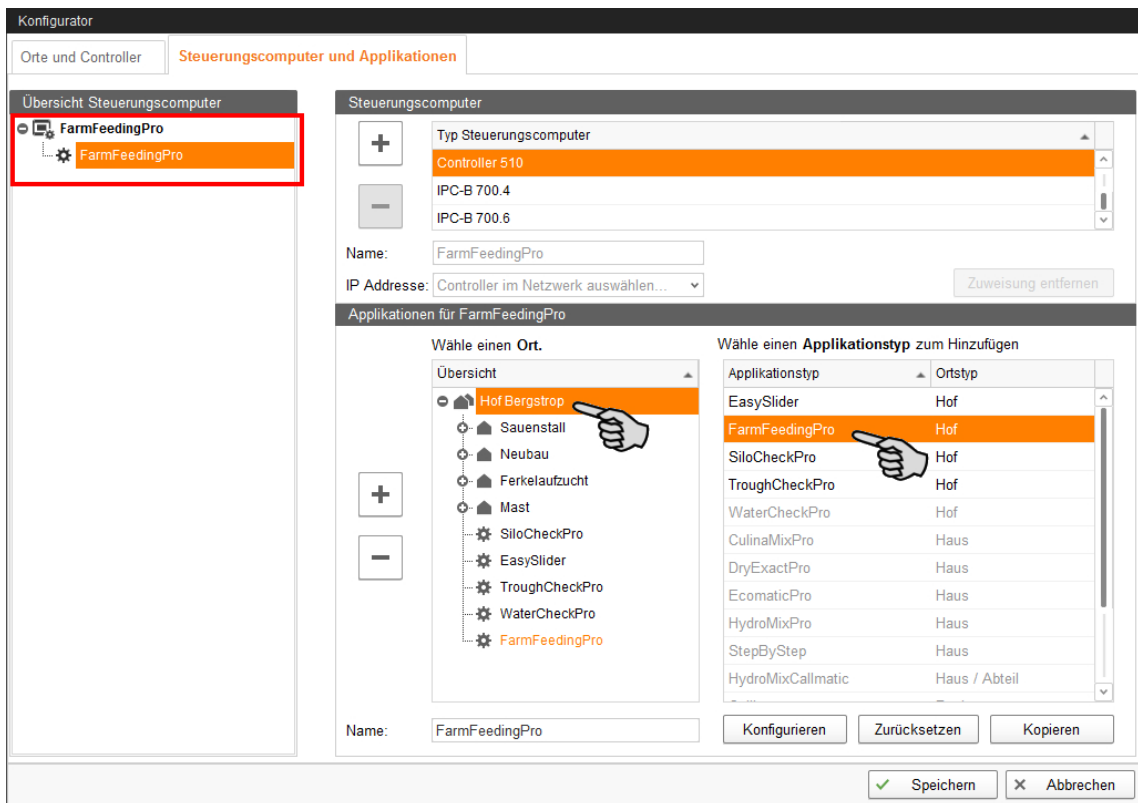 Konfigurator
Orte und Controller
Steuerungscomputer und Applikationen
Übersicht Steuerungscomputer
FarmFeedingPro
FarmFeedingPro
Steuerungscomputer
Typ Steuerungscomputer
Controller 510
IPC-B 700.4
IPC-B 700.6
Name: FarmFeedingPro
IP Addresse: Controller im Netzwerk auswählen...
Zuweisung entfernen
Applikationen für FarmFeedingPro
Wähle einen Ort.
Übersicht
Hof Bergstrop
Sauenstall
Neubau
Ferkelaufzucht
Mast
SiloCheckPro
EasySlider
TroughCheckPro
WaterCheckPro
FarmFeedingPro
Name: FarmFeedingPro
Wähle einen Applikationstyp zum Hinzufügen
Applikationstyp Ortstyp
EasySlider Hof
FarmFeedingPro Hof
SiloCheckPro Hof
TroughCheckPro Hof
WaterCheckPro Hof
CulinaMixPro Haus
DryExactPro Haus
EcomaticPro Haus
HydroMixPro Haus
StepByStep Haus
HydroMixCallmatic Haus / Abteil
Konfigurieren
Zurücksetzen
Kopieren
Speichern
Abbrechen